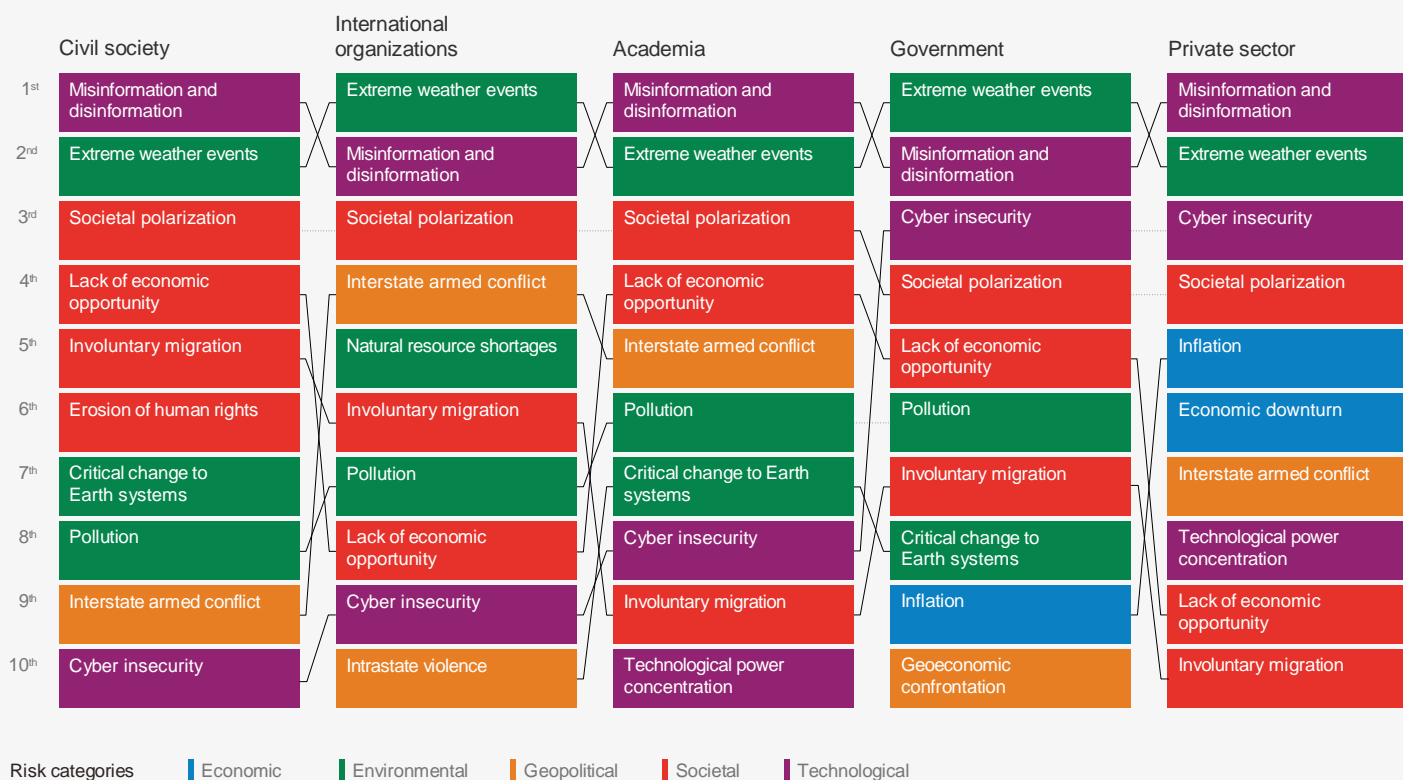 Civil society
International
organizations
Academia
Government
Private sector
1st
Misinformation and
disinformation
Extreme weather events
Misinformation and
disinformation
Extreme weather events
Misinformation and
disinformation
2nd
Extreme weather events
Misinformation and
disinformation
Extreme weather events
Misinformation and
disinformation
Extreme weather events
3rd
Societal polarization
Societal polarization
Societal polarization
Cyber insecurity
Cyber insecurity
4th
Lack of economic
opportunity
Interstate armed conflict
Lack of economic
opportunity
Societal polarization
Societal polarization
5th
Involuntary migration
Natural resource shortages
Interstate armed conflict
Lack of economic
opportunity
Inflation
6th
Erosion of human rights
Involuntary migration
Pollution
Pollution
Economic downturn
7th
Critical change to
Earth systems
Pollution
Critical change to Earth
systems
Involuntary migration
Interstate armed conflict
8th
Pollution
Lack of economic
opportunity
Cyber insecurity
Critical change to
Earth systems
Technological power
concentration
9th
Interstate armed conflict
Cyber insecurity
Involuntary migration
Inflation
Lack of economic
opportunity
10th
Cyber insecurity
Intrastate violence
Technological power
concentration
Geoeconomic
confrontation
Involuntary migration
Risk categories
Economic
Environmental
Geopolitical
Societal
Technological